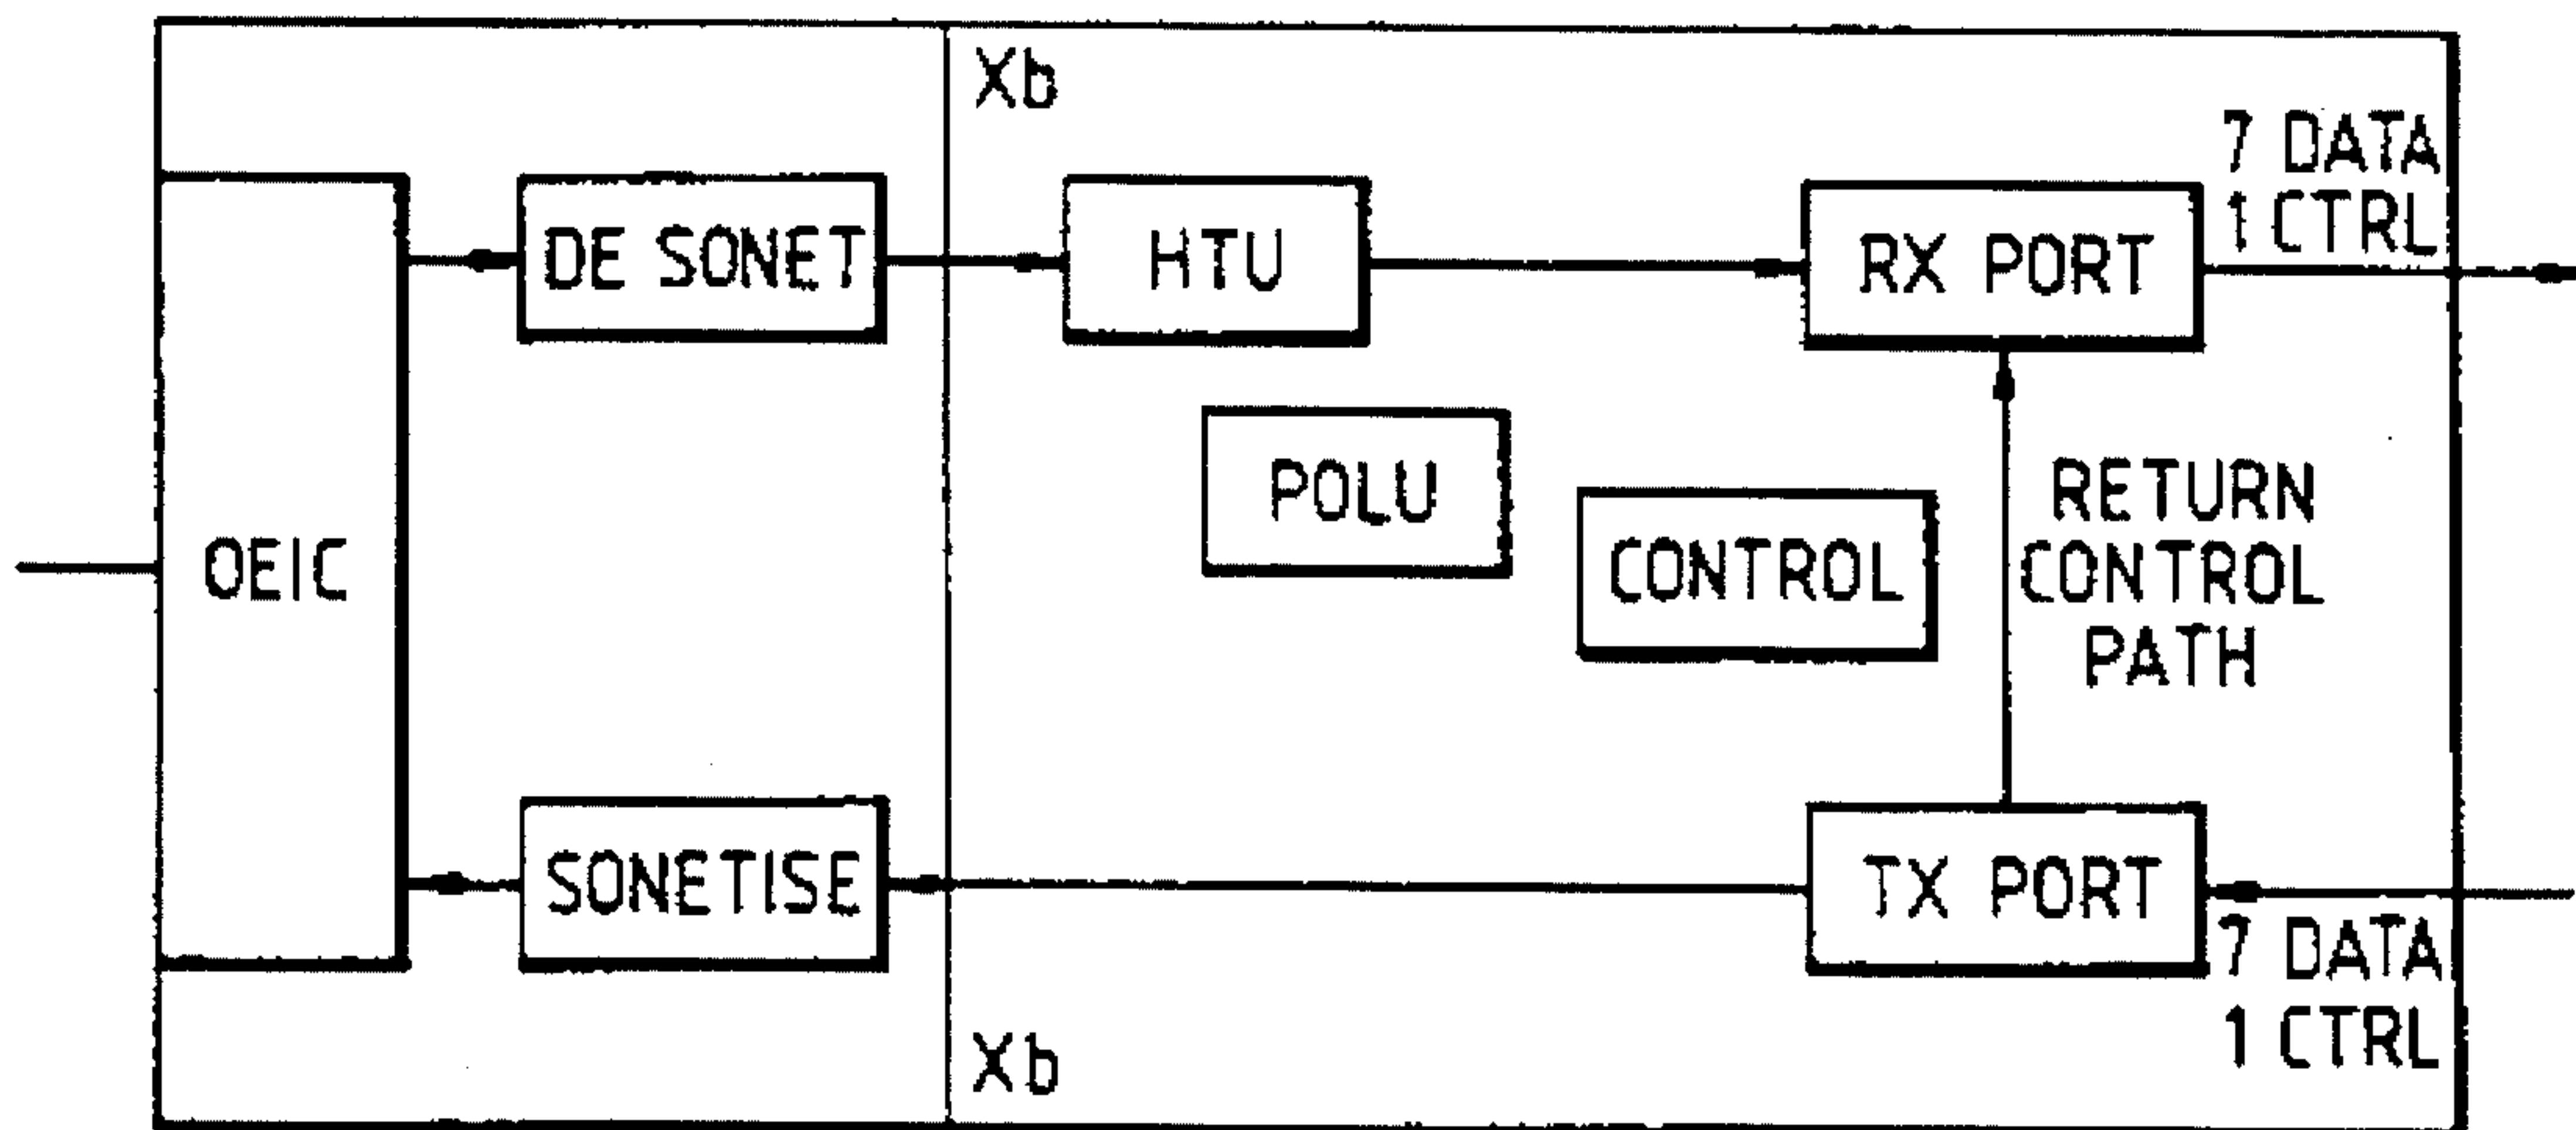 Xb
7 DATA
1 CTRL
DE SONET
HTU
RX PORT
POLU
OEIC
CONTROL
RETURN
CONTROL
PATH
SONETISE
TX PORT
7 DATA
1 CTRL
Xb